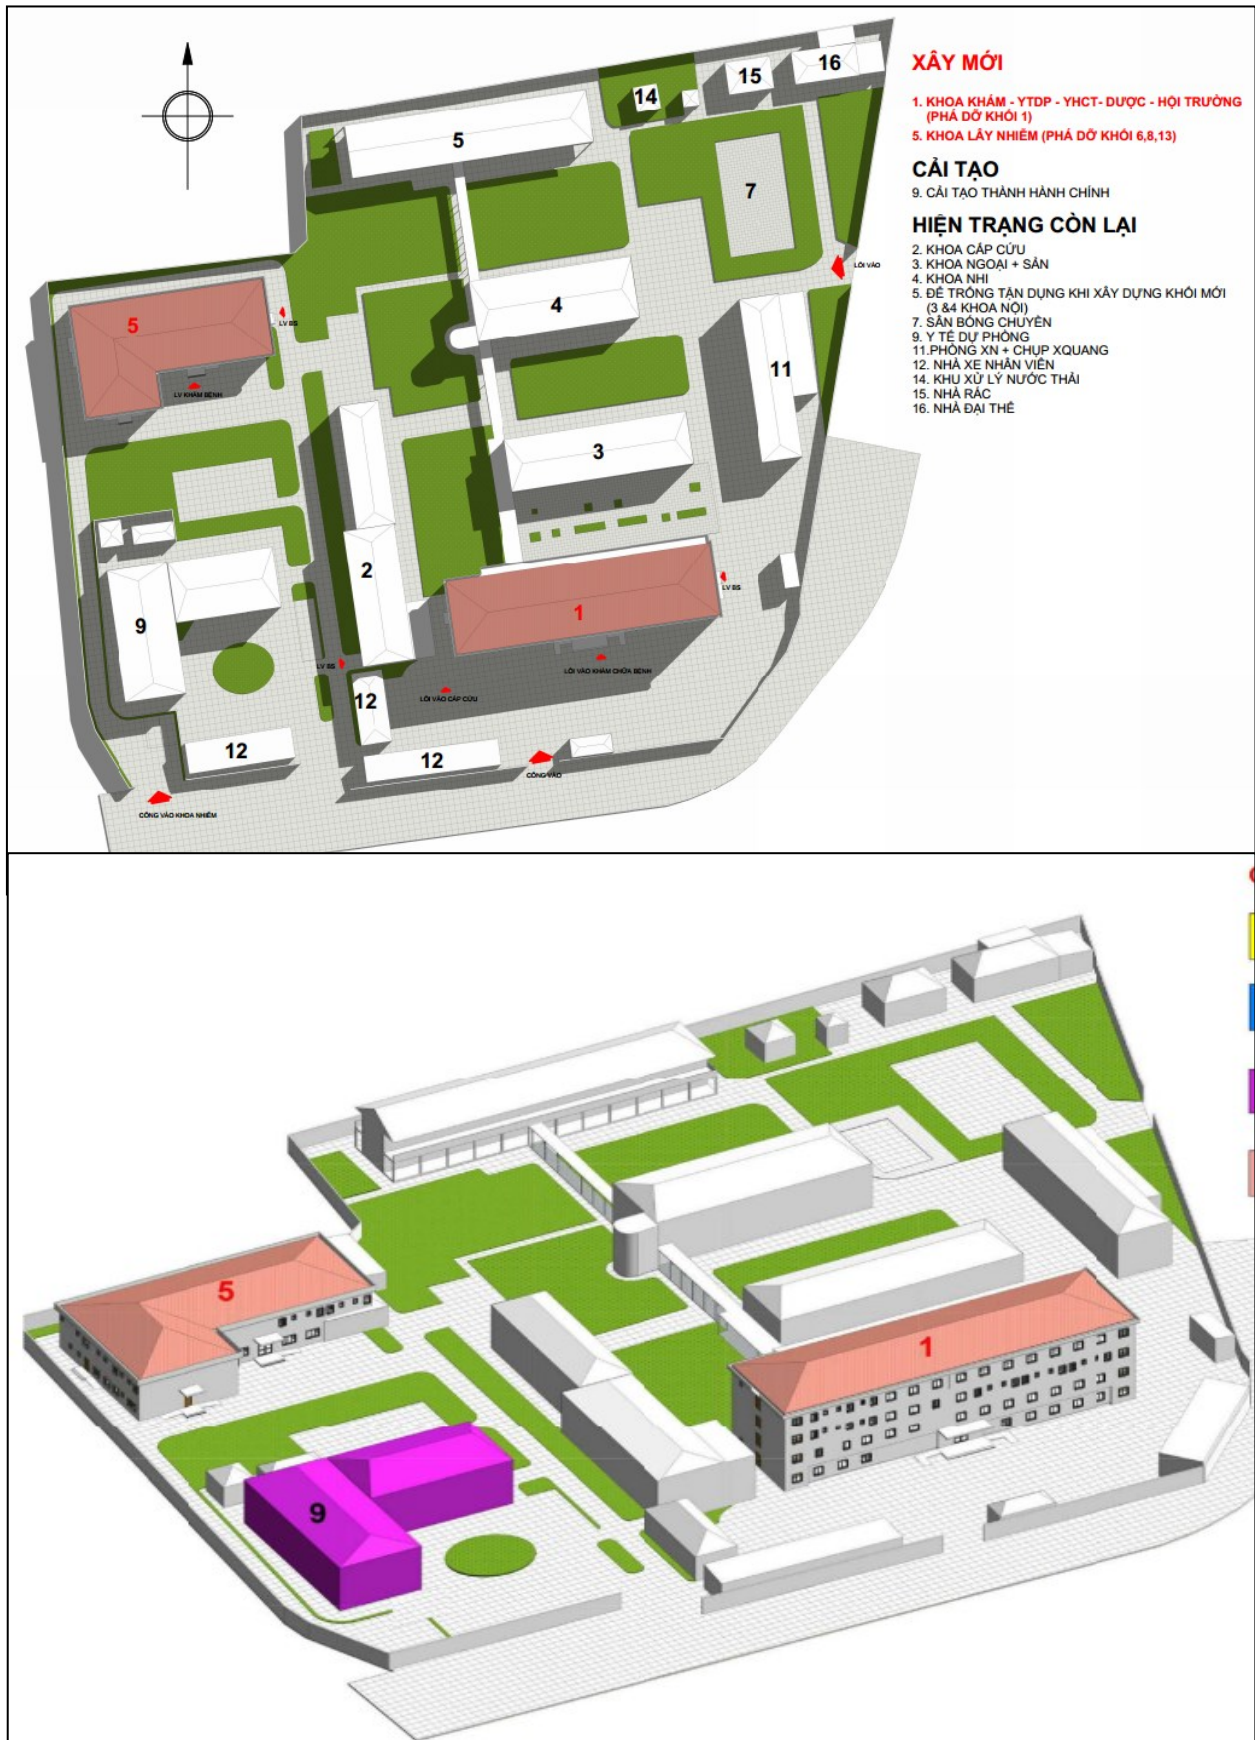 XÂY MỚI
1. KHOA KHÁM - YTDP - YHCT- DƯỢC - HỘI TRƯỜNG
(PHÁ DỠ KHỐI 1)
5. KHOA LÂY NHIỄM (PHÁ DỠ KHỐI 6,8,13)
CẢI TẠO
9. CẢI TẠO THÀNH HÀNH CHÍNH
HIỆN TRẠNG CÒN LẠI
2. KHOA CẤP CỨU
3. KHOA NGOẠI + SẢN
4. KHOA NHI
5. ĐỂ TRỐNG TẬN DỤNG KHI XÂY DỰNG KHỐI MỚI
(3 &4 KHOA NỘI)
7. SÂN BÓNG CHUYỀN
9. Y TẾ DỰ PHÒNG
11.PHÒNG XN + CHỤP XQUANG
12. NHÀ XE NHÂN VIÊN
14. KHU XỬ LÝ NƯỚC THẢI
15. NHÀ RÁC
16. NHÀ ĐẠI THỂ
16
15
14
5
7
LỐI VÀO
4
5
LV BS
LV KHÁM BỆNH
11
3
2
1
LV BS
9
LV BS
LỐI VÀO KHÁM CHỮA BỆNH
LỐI VÀO CẤP CỨU
12
12
12
CỔNG VÀO
CỔNG VÀO KHOA NHIỄM
5
1
9